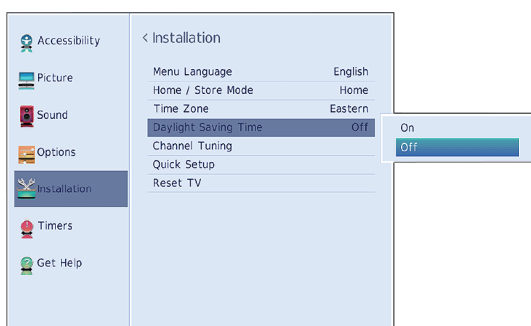 Accessibility
Picture
Sound
Options
Installation
Timers
Get Help
< Installation
Menu Language English
Home / Store Mode Home
Time Zone Eastern
Daylight Saving Time Off
Channel Tuning
Quick Setup
Reset TV
On
Off